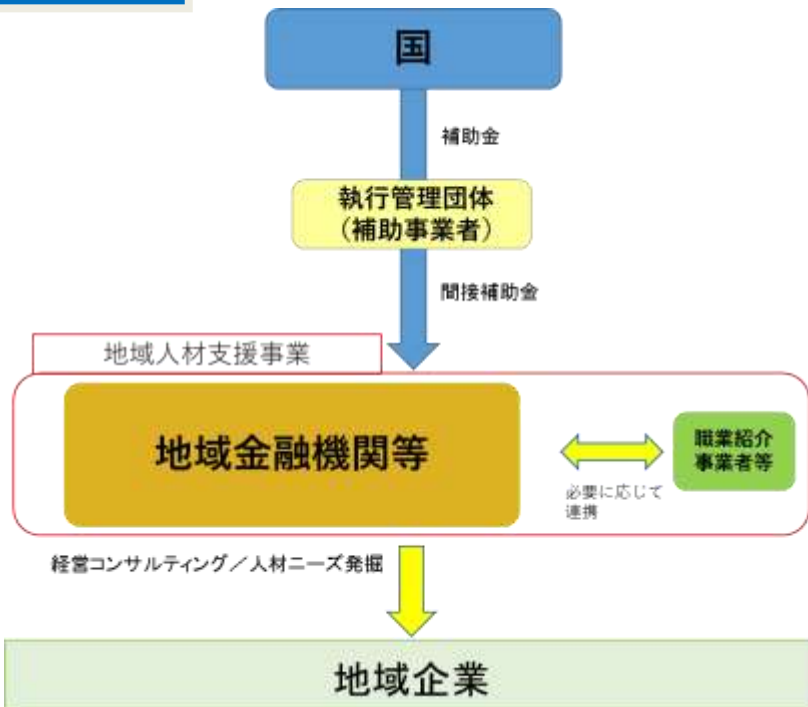 国
補助金
執行管理団体
（補助事業者）
間接補助金
地域人材支援事業
地域金融機関等
職業紹介
事業者等
必要に応じて
連携
経営コンサルティング／人材ニーズ発掘
地域企業